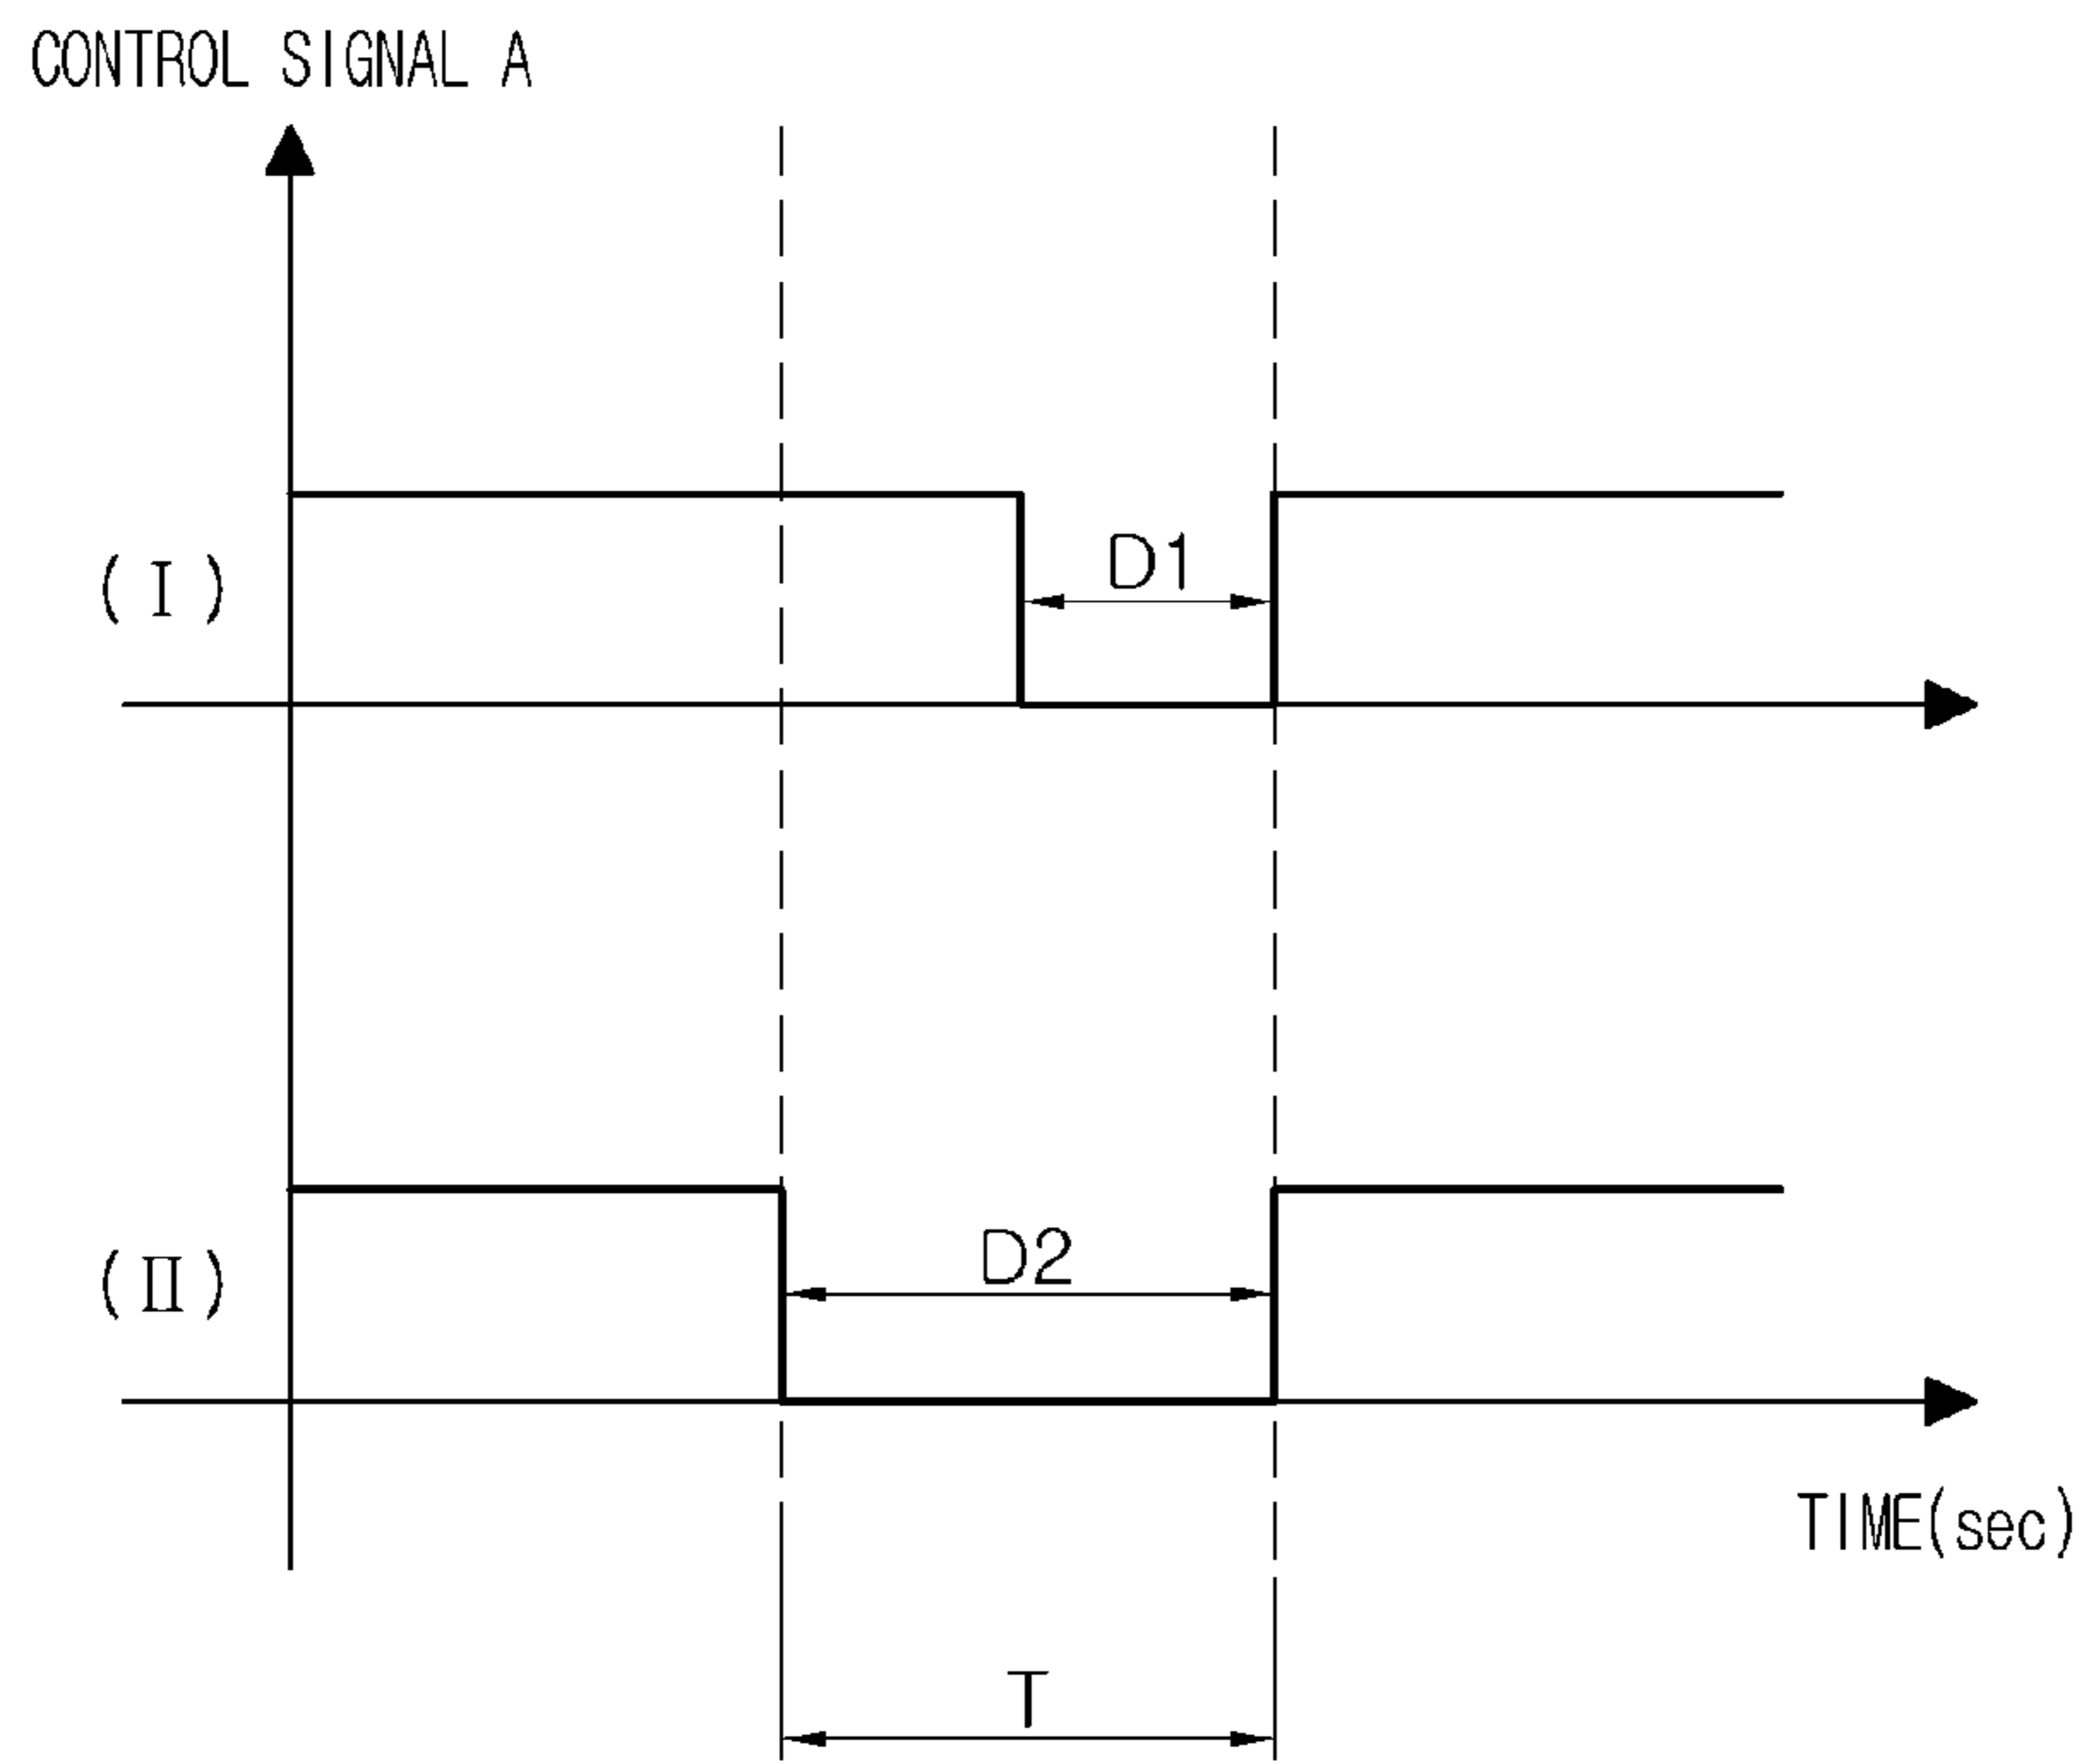 CONTROL SIGNAL A
D1
(Ⅰ)
D2
(Ⅱ)
TIME(sec)
T